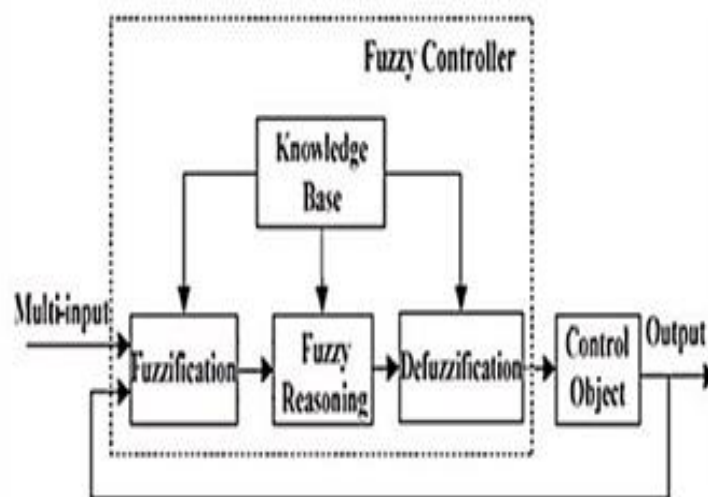 Fuzzy Controller
Knowledge
Base
Multi-input
Fuzzification
Fuzzy
Reasoning
Defuzzification
Control
Object
Output